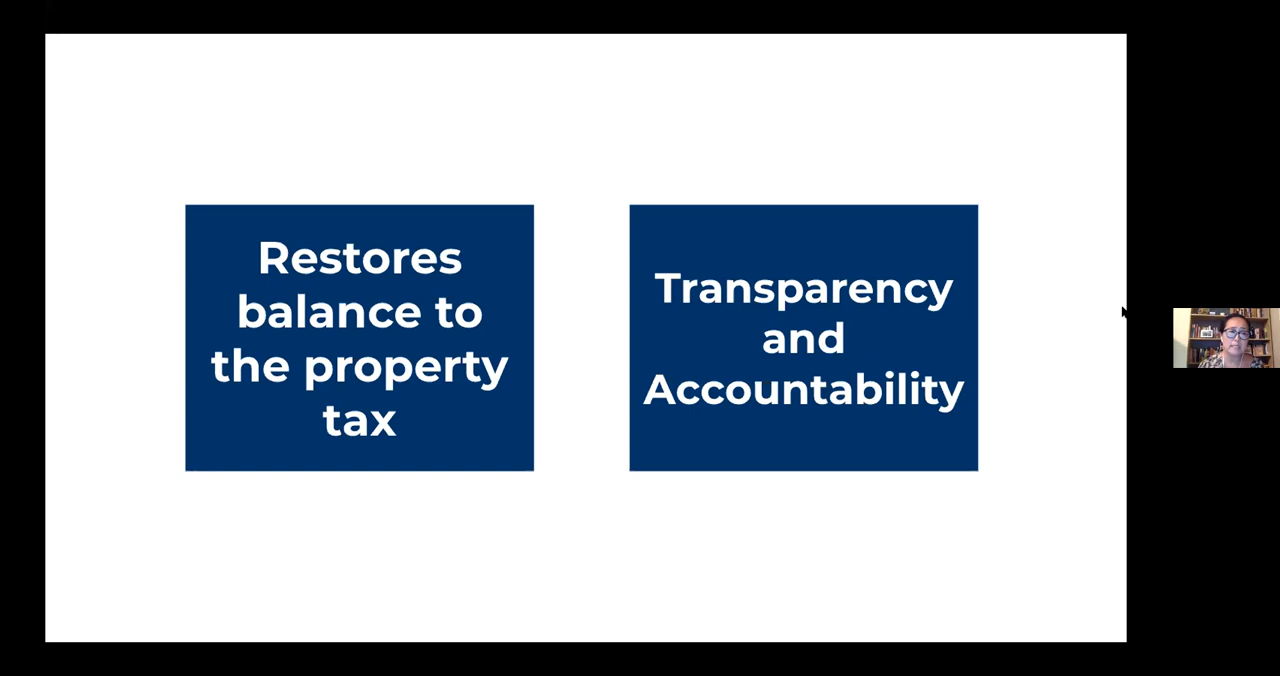 Restores
balance to
the property
tax
Transparency
and
Accountability